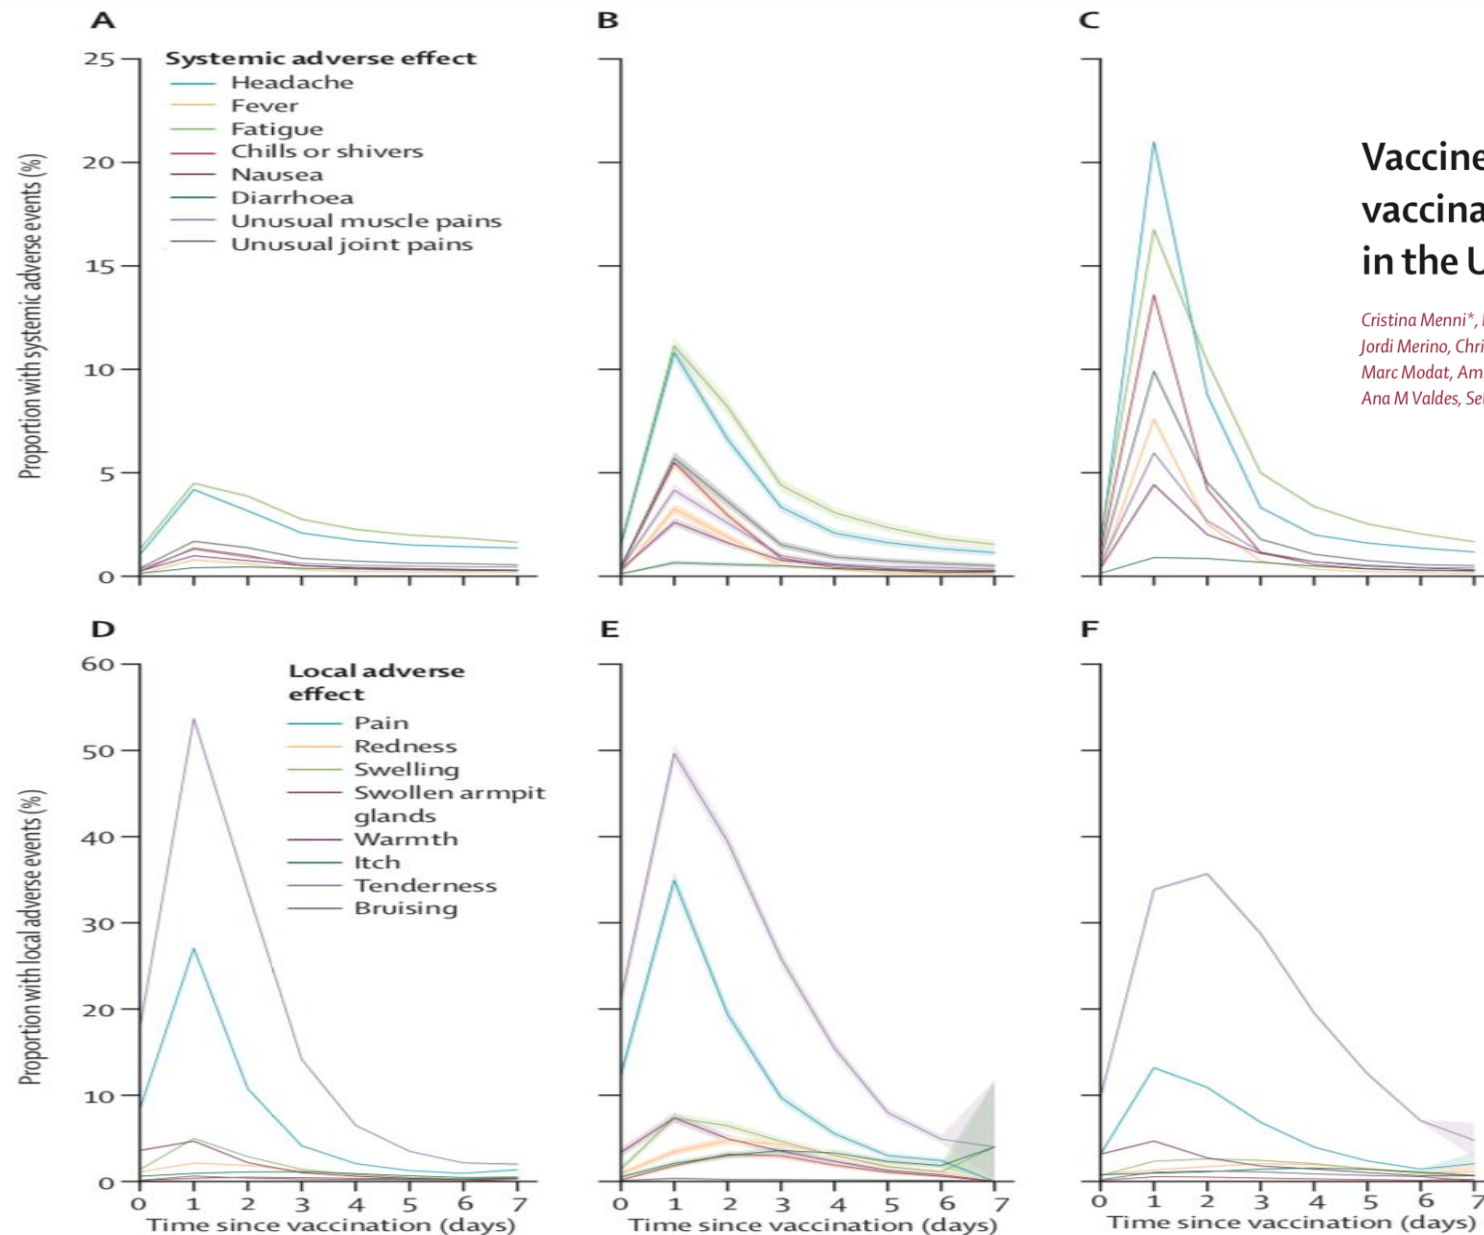 A
B
C
Systemic adverse effect
Headache
Fever
Fatigue
Chills or shivers
Nausea
Diarrhoea
Unusual muscle pains
Unusual joint pains
25
20
15
10
5
0
Proportion with systemic adverse events (%)
Vaccine
vaccina
in the U
Cristina Menni*,
Jordi Merino, Chri
Marc Modat, Am
Ana M Valdes, Se
D
E
F
Local adverse
effect
Pain
Redness
Swelling
Swollen armpit
glands
Warmth
Itch
Tenderness
Bruising
60
50
40
30
20
10
0
Proportion with local adverse events (%)
0 1 2 3 4 5 6 7
Time since vaccination (days)
0 1 2 3 4 5 6 7
Time since vaccination (days)
0 1 2 3 4 5 6 7
Time since vaccination (days)